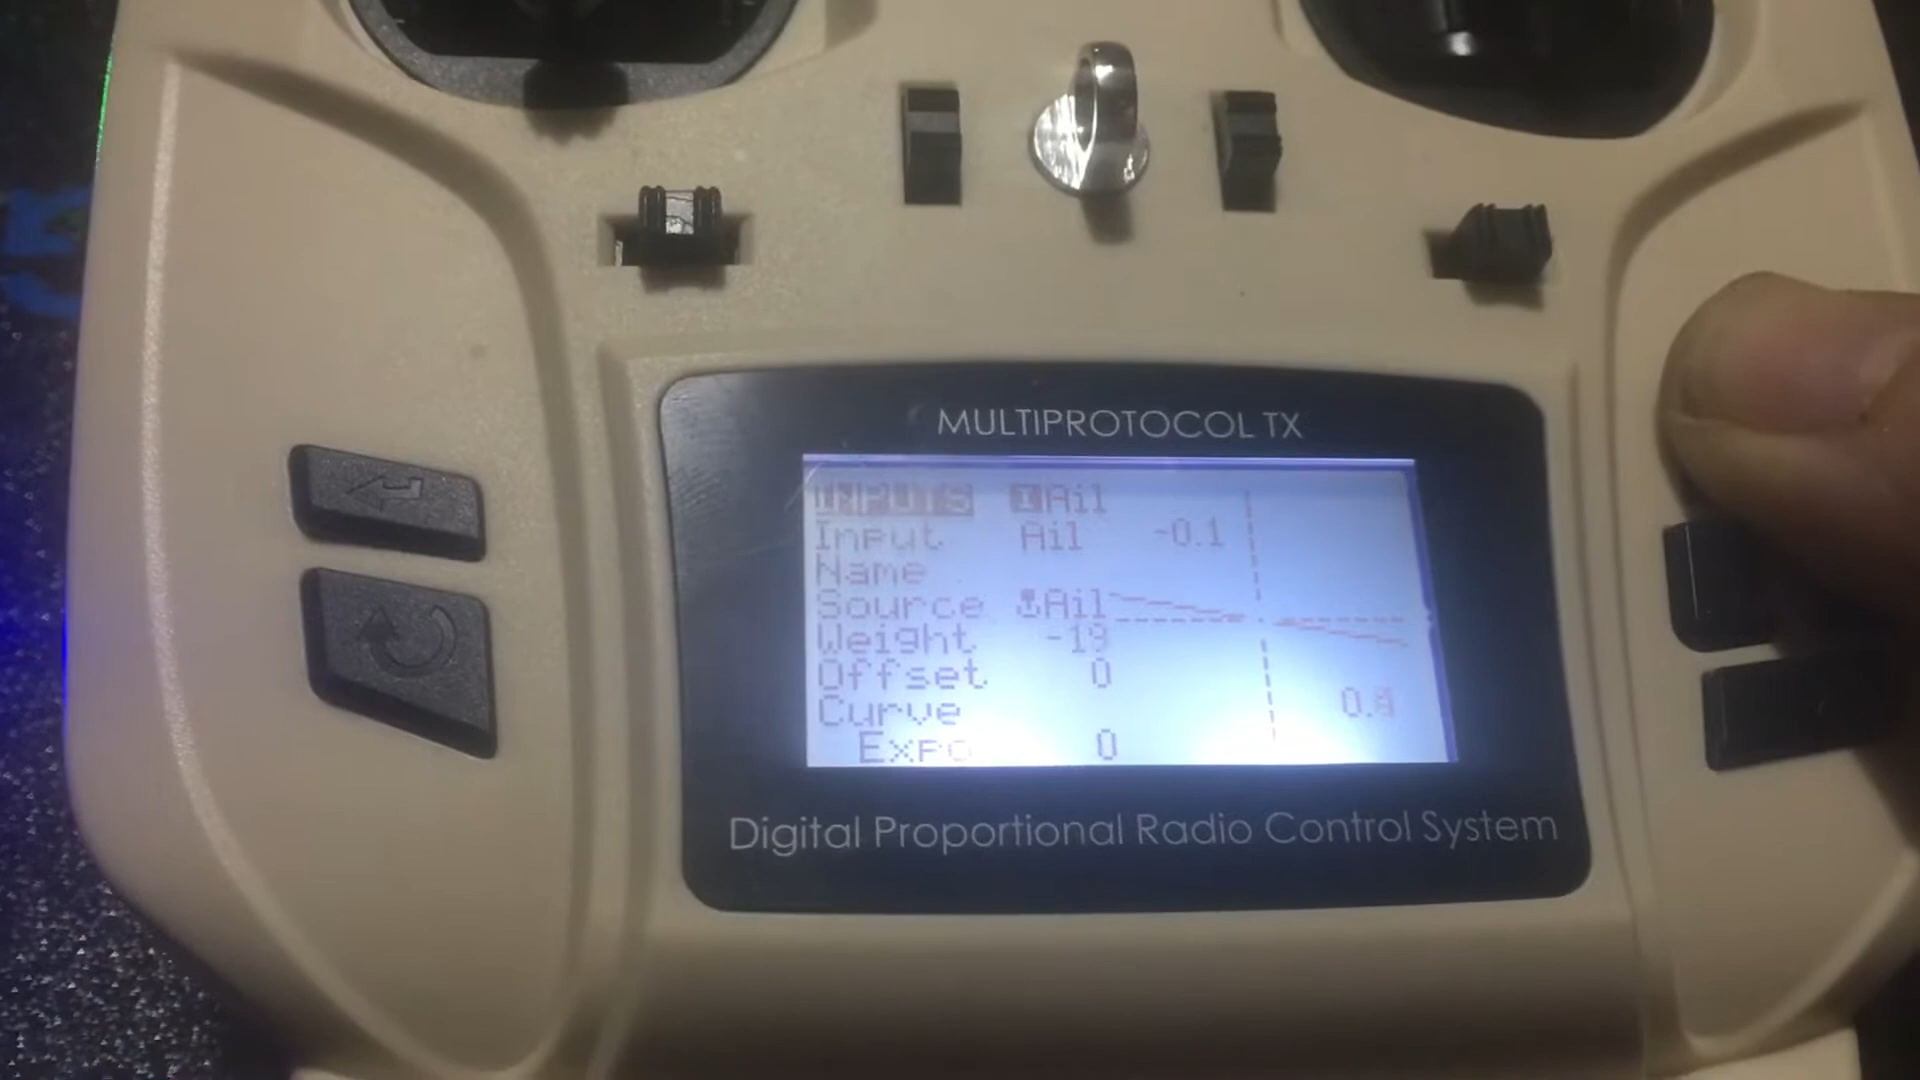 MULTIPROTOCOL TX
INPUTS IAil
Input Ail -0.1
Name
Source Ail
Weight -19
Offset 0
Curve
Expo 0
Digital Proportional Radio Control System